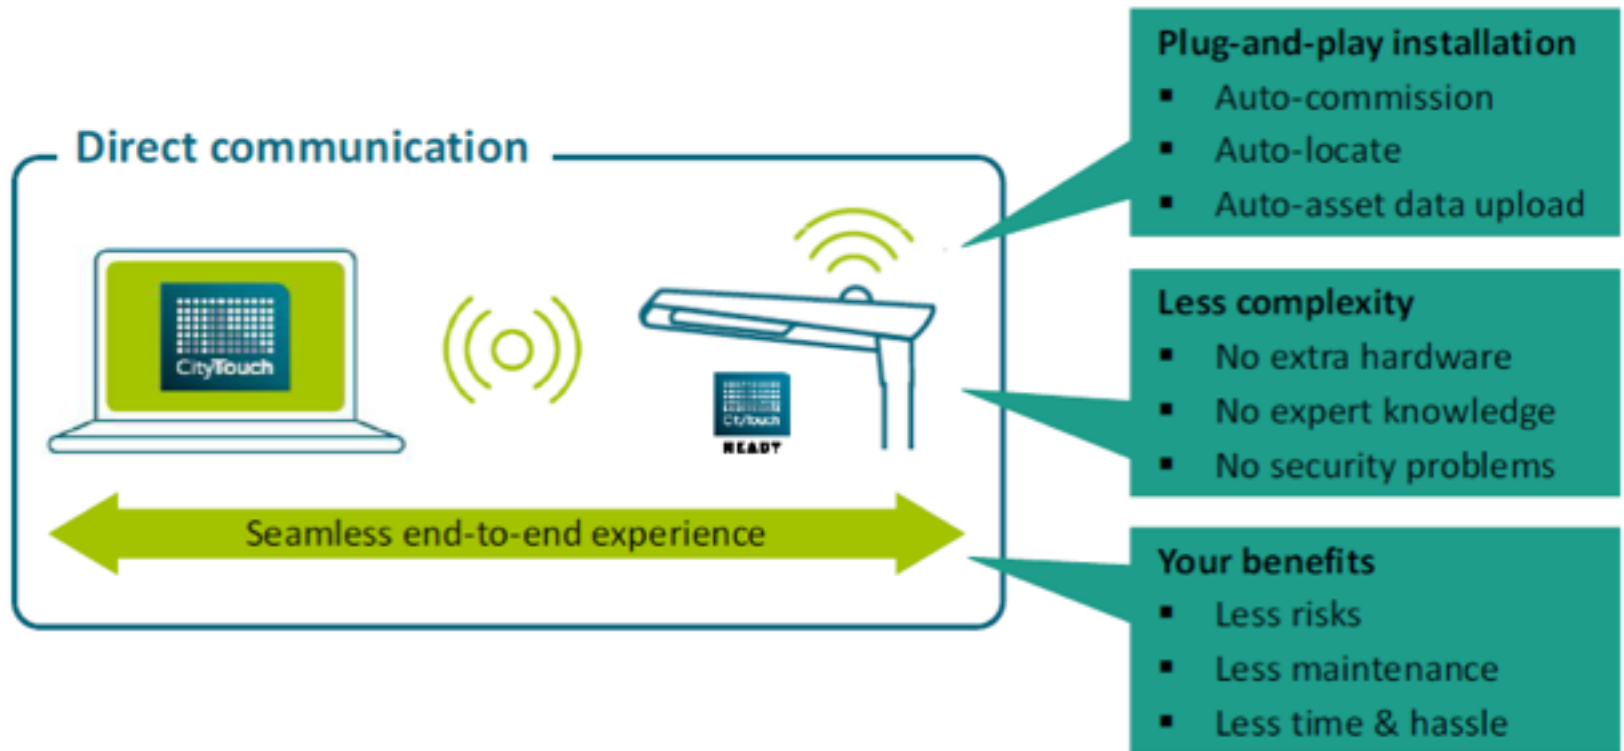 Direct communication
CityTouch
CityTouch
READY
Seamless end-to-end experience
Plug-and-play installation
▪ Auto-commission
▪ Auto-locate
▪ Auto-asset data upload
Less complexity
▪ No extra hardware
▪ No expert knowledge
▪ No security problems
Your benefits
▪ Less risks
▪ Less maintenance
▪ Less time & hassle